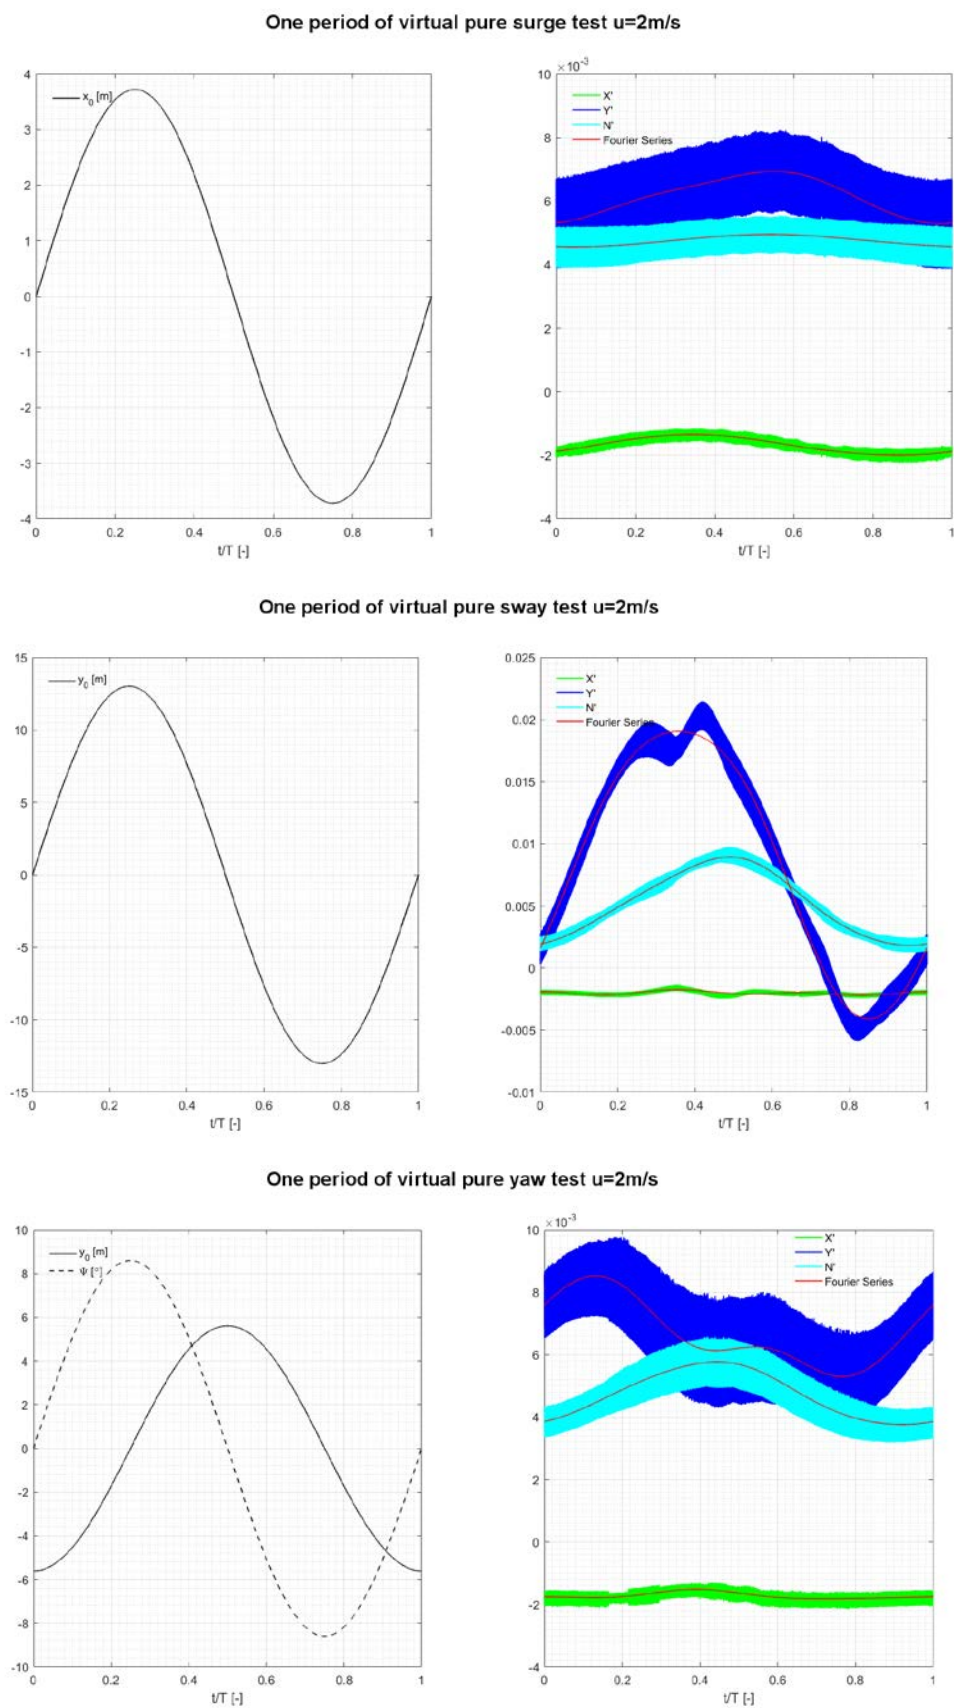 One period of virtual pure surge test u=2m/s
x₀ [m]
4
3
2
1
0
-1
-2
-3
-4
0 0.2 0.4 0.6 0.8 1
t/T [-]
×10⁻³
X'
Y'
N'
Fourier Series
10
8
6
4
2
0
-2
-4
0 0.2 0.4 0.6 0.8 1
t/T [-]
One period of virtual pure sway test u=2m/s
y₀ [m]
15
10
5
0
-5
-10
-15
0 0.2 0.4 0.6 0.8 1
t/T [-]
X'
Y'
N'
Fourier Series
0.025
0.02
0.015
0.01
0.005
0
-0.005
-0.01
0 0.2 0.4 0.6 0.8 1
t/T [-]
One period of virtual pure yaw test u=2m/s
y₀ [m]
Ψ [°]
10
8
6
4
2
0
-2
-4
-6
-8
-10
0 0.2 0.4 0.6 0.8 1
t/T [-]
×10⁻³
X'
Y'
N'
Fourier Series
10
8
6
4
2
0
-2
-4
0 0.2 0.4 0.6 0.8 1
t/T [-]